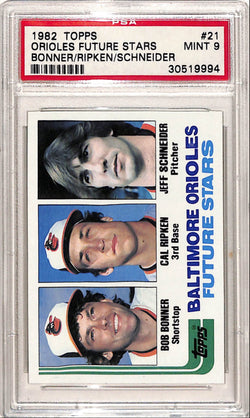 PSA
1982 TOPPS #21
ORIOLES FUTURE STARS MINT 9
BONNER/RIPKEN/SCHNEIDER 30519994
JEFF SCHNEIDER
Pitcher
CAL RIPKEN
3rd Base
BOB BONNER
Shortstop
BALTIMORE ORIOLES
FUTURE STARS
Topps